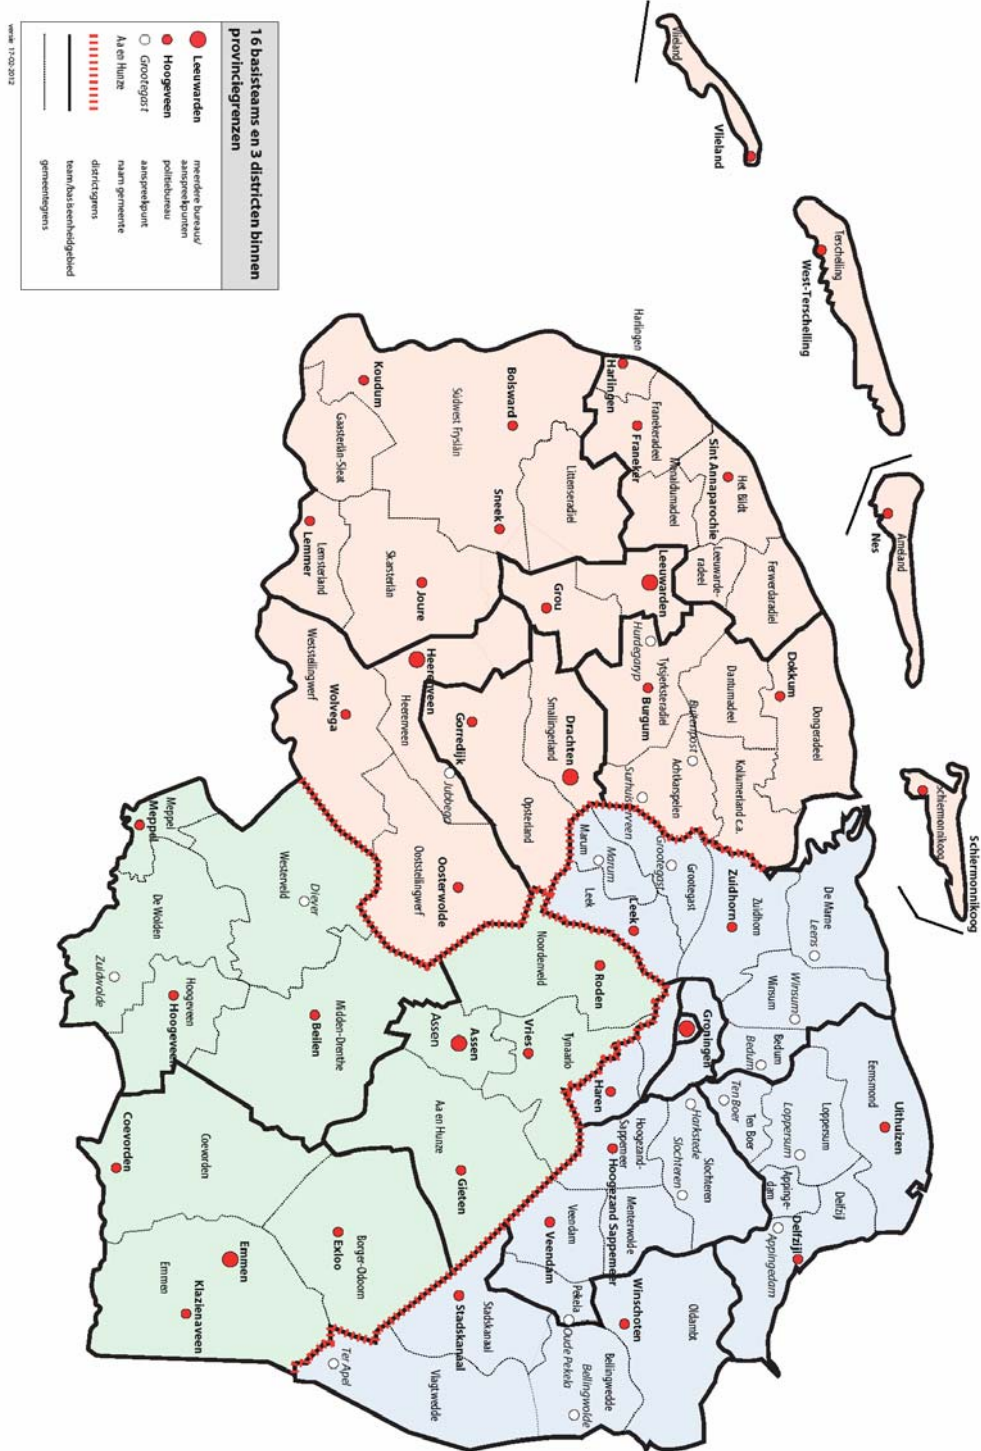 16 basisteams en 3 districten binnen
provinciegrenzen
Leeuwarden
meerdere bureaus/
aanspreekpunten
Hoogeveen
politiebureau
Grootegast
aanspreekpunt
Aa en Hunze
naam gemeente
districtsgrens
team/basiseenheidgebied
gemeentegrens
versie 17-02-2012
Vlieland
Vlieland
Terschelling
West-Terschelling
Ameland
Nes
Schiermonnikoog
Schiermonnikoog
Harlingen
Harlingen
Franekeradeel
Franeker
Het Bildt
Sint Annaparochie
Menaldumadeel
Leeuwarde-
radeel
Ferwerdaradiel
Leeuwarden
Littenseradiel
Bolsward
Súdwest Fryslân
Sneek
Koudum
Gaasterlân-Sleat
Lemmer
Lemsterland
Skarsterlân
Joure
Grou
Dongeradeel
Dokkum
Dantumadeel
Kollumerland c.a.
Buitenpost
Achtkarspelen
Surhuisterveen
Hurdegaryp
Tytsjerksteradiel
Burgum
Drachten
Smallingerland
Opsterland
Gorredijk
Jubbega
Heerenveen
Heerenveen
Weststellingwerf
Wolvega
Oosterwolde
Ooststellingwerf
De Marne
Leens
Winsum
Winsum
Zuidhorn
Zuidhorn
Grootegast
Grootegast
Marum
Marum
Leek
Leek
Groningen
Bedum
Bedum
Haren
Ten Boer
Ten Boer
Eemsmond
Uithuizen
Loppersum
Loppersum
Appinge-
dam
Appingedam
Delfzijl
Delfzijl
Slochteren
Slochteren
Harkstede
Hoogezand-
Sappemeer
Hoogezand Sappemeer
Menterwolde
Veendam
Veendam
Pekela
Oude Pekela
Winschoten
Oldambt
Bellingwedde
Bellingwolde
Stadskanaal
Stadskanaal
Vlagtwedde
Ter Apel
Noordenveld
Roden
Tynaarlo
Vries
Assen
Assen
Aa en Hunze
Gieten
Midden-Drenthe
Beilen
Westerveld
Diever
Meppel
Meppel
De Wolden
Zuidwolde
Hoogeveen
Hoogeveen
Coevorden
Coevorden
Borger-Odoorn
Exloo
Emmen
Emmen
Klazienaveen